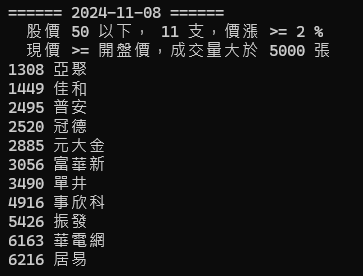 ====== 2024-11-08 ======
股價 50 以下， 11 支，價漲 >= 2 %
現價 >= 開盤價，成交量大於 5000 張
1308 亞聚
1449 佳和
2495 普安
2520 冠德
2885 元大金
3056 富華新
3490 單井
4916 事欣科
5426 振發
6163 華電網
6216 居易